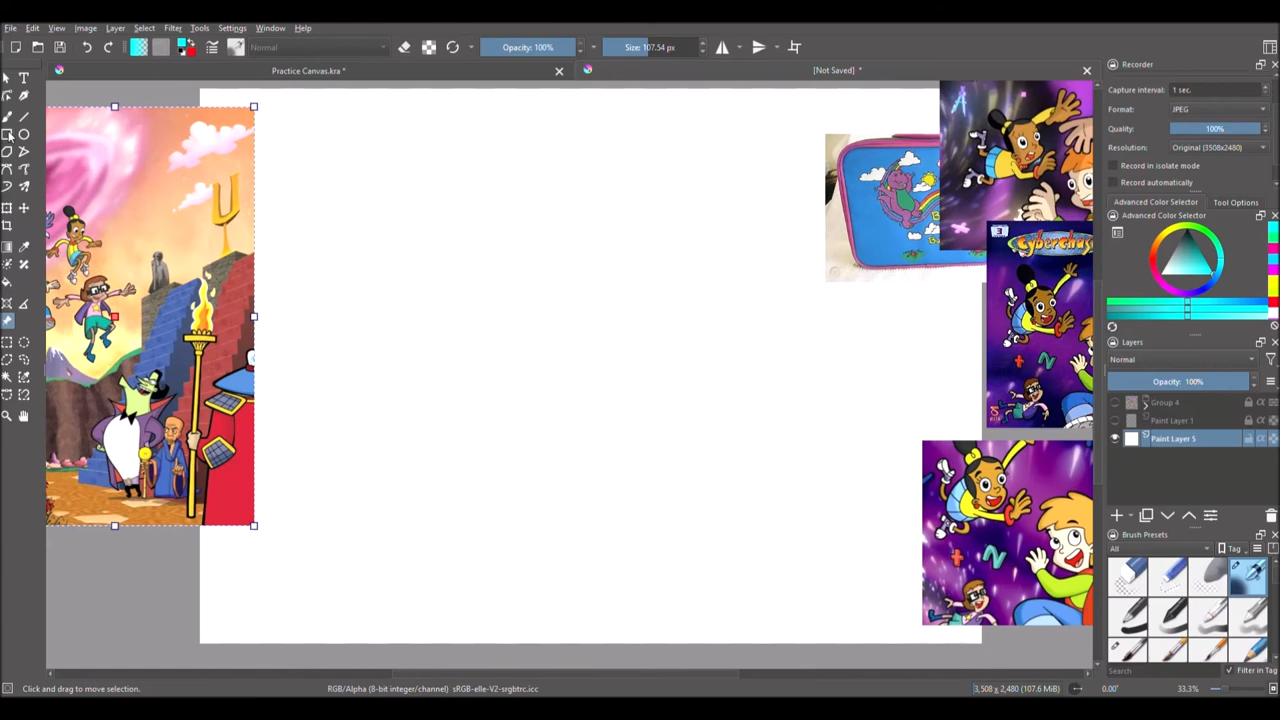 File Edit View Image Layer Select Filter Tools Settings Window Help
Normal Opacity: 100% Size: 107.54 px
Practice Canvas.kra *
[Not Saved] *
Recorder
Capture interval: 1 sec.
Format: JPEG
Quality: 100%
Resolution: Original (3508x2480)
Record in isolate mode
Record automatically
Advanced Color Selector Tool Options
Advanced Color Selector
Layers
Normal
Opacity: 100%
Group 4
Paint Layer 1
Paint Layer 5
Brush Presets
All Tag
Search Filter in Tag
Cyberchas
3
N
N
U
Click and drag to move selection. RGB/Alpha (8-bit integer/channel) sRGB-elle-V2-srgbtrc.icc 3,508 x 2,480 (107.6 MiB) 0.00° 33.3%